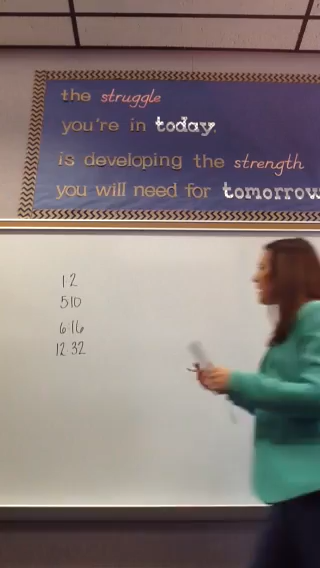 the struggle
you're in today.
is developing the strength
you will need for tomorrow
1 2
5 10
6 16
12 32